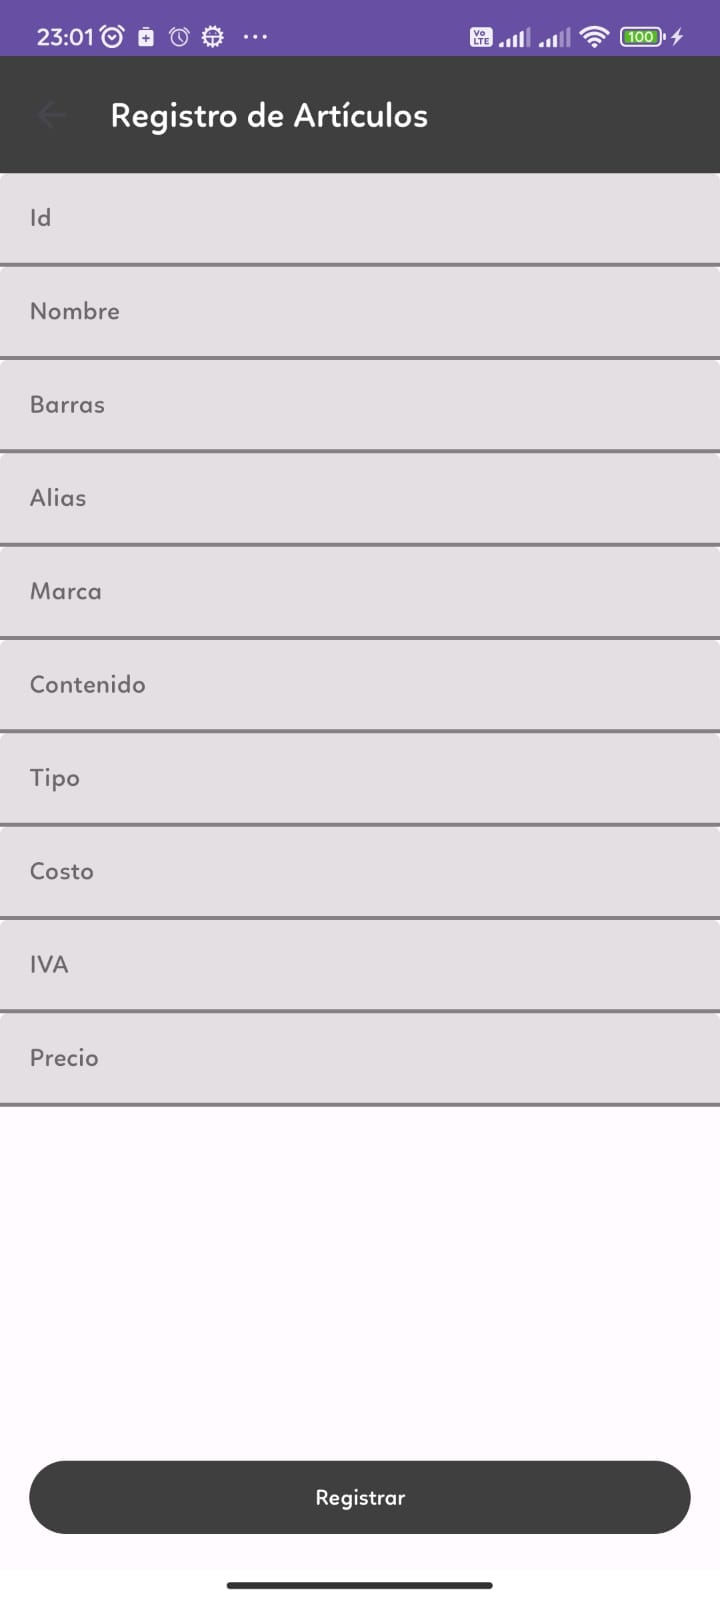 23:01
Vo LTE
100
Registro de Artículos
Id
Nombre
Barras
Alias
Marca
Contenido
Tipo
Costo
IVA
Precio
Registrar